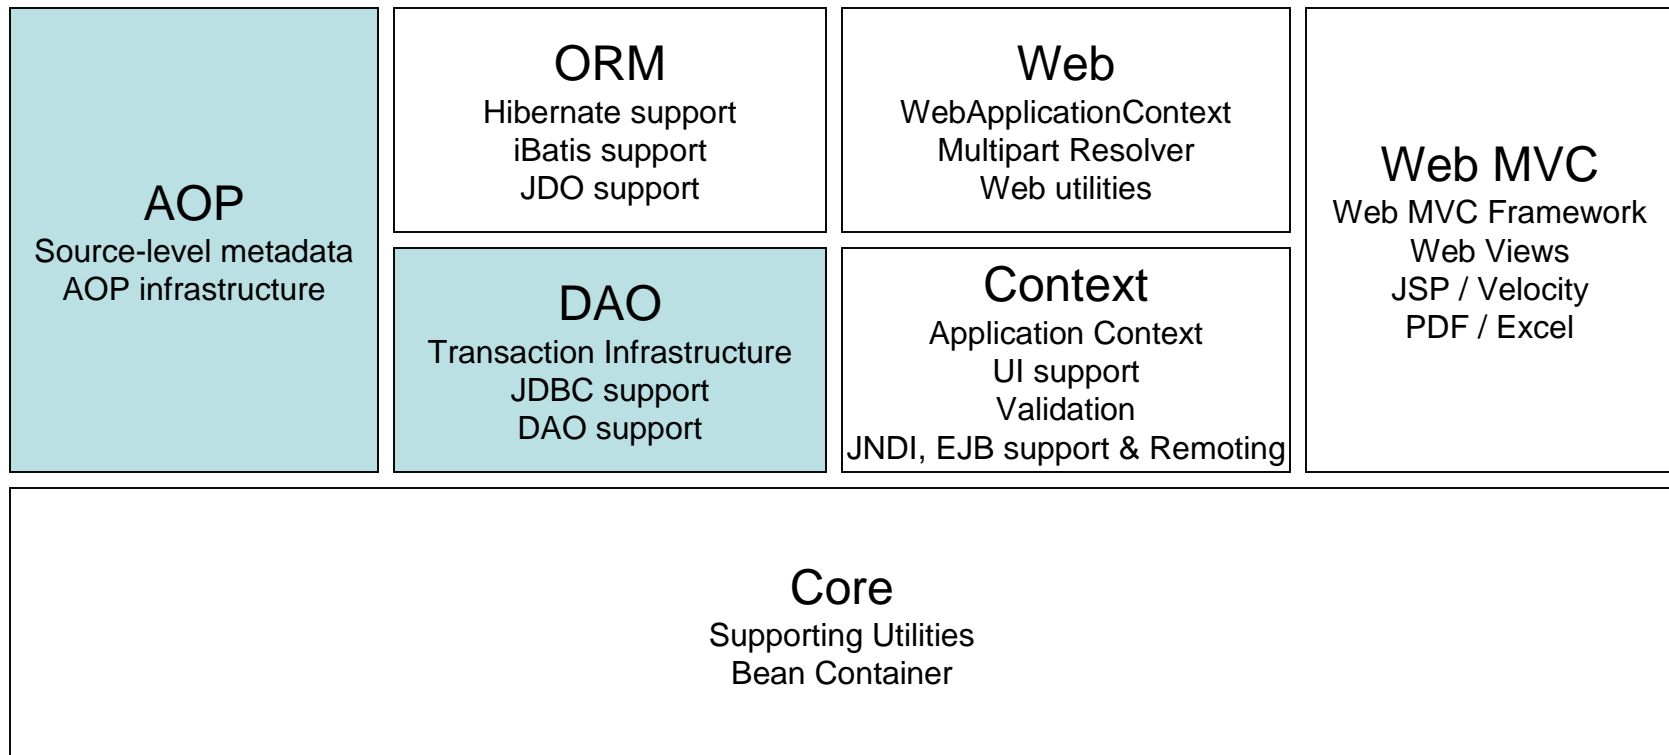 AOP
Source-level metadata
AOP infrastructure
ORM
Hibernate support
iBatis support
JDO support
DAO
Transaction Infrastructure
JDBC support
DAO support
Web
WebApplicationContext
Multipart Resolver
Web utilities
Context
Application Context
UI support
Validation
JNDI, EJB support & Remoting
Web MVC
Web MVC Framework
Web Views
JSP / Velocity
PDF / Excel
Core
Supporting Utilities
Bean Container